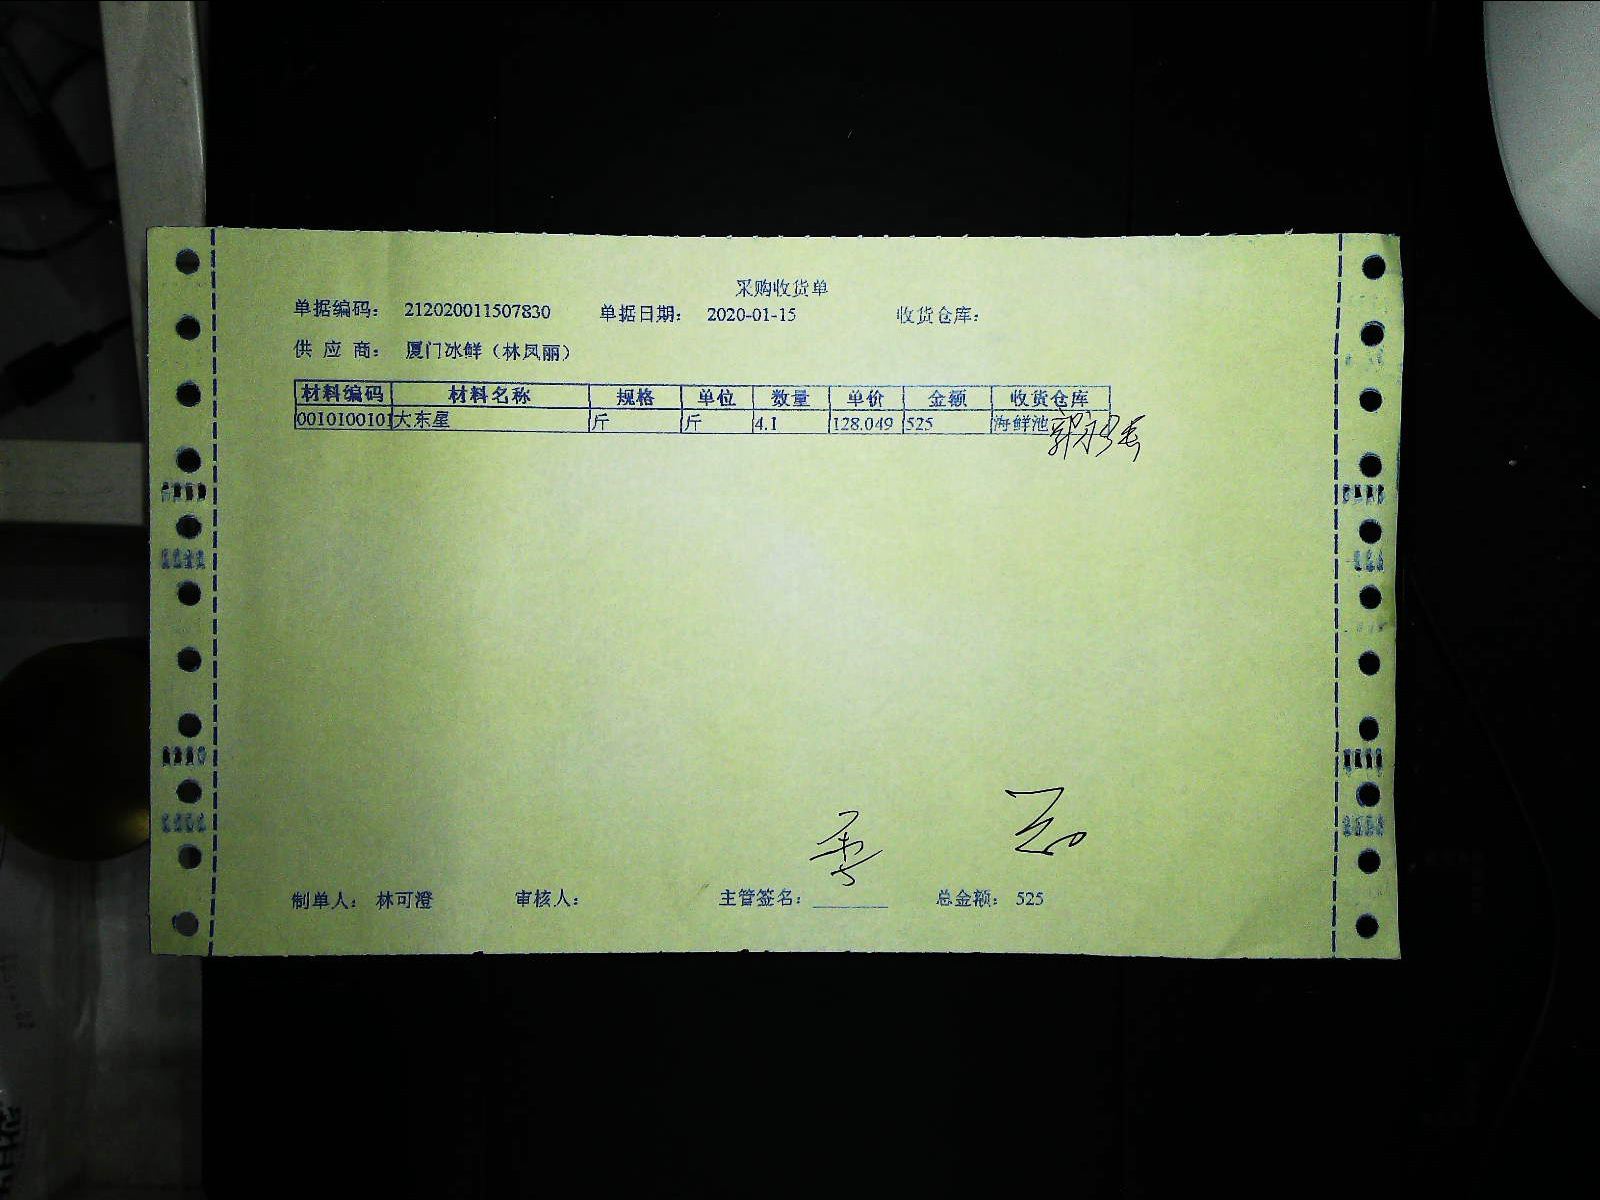 采购收货单
单据编码: 212020011507830 单据日期: 2020-01-15 收货仓库:
供 应 商: 厦门冰鲜（林凤丽）
材料编码 材料名称 规格 单位 数量 单价 金额 收货仓库
0010100101 大东星 斤 斤 4.1 128.049 525 海鲜池
制单人: 林可澄 审核人: 主管签名: ________ 总金额: 525